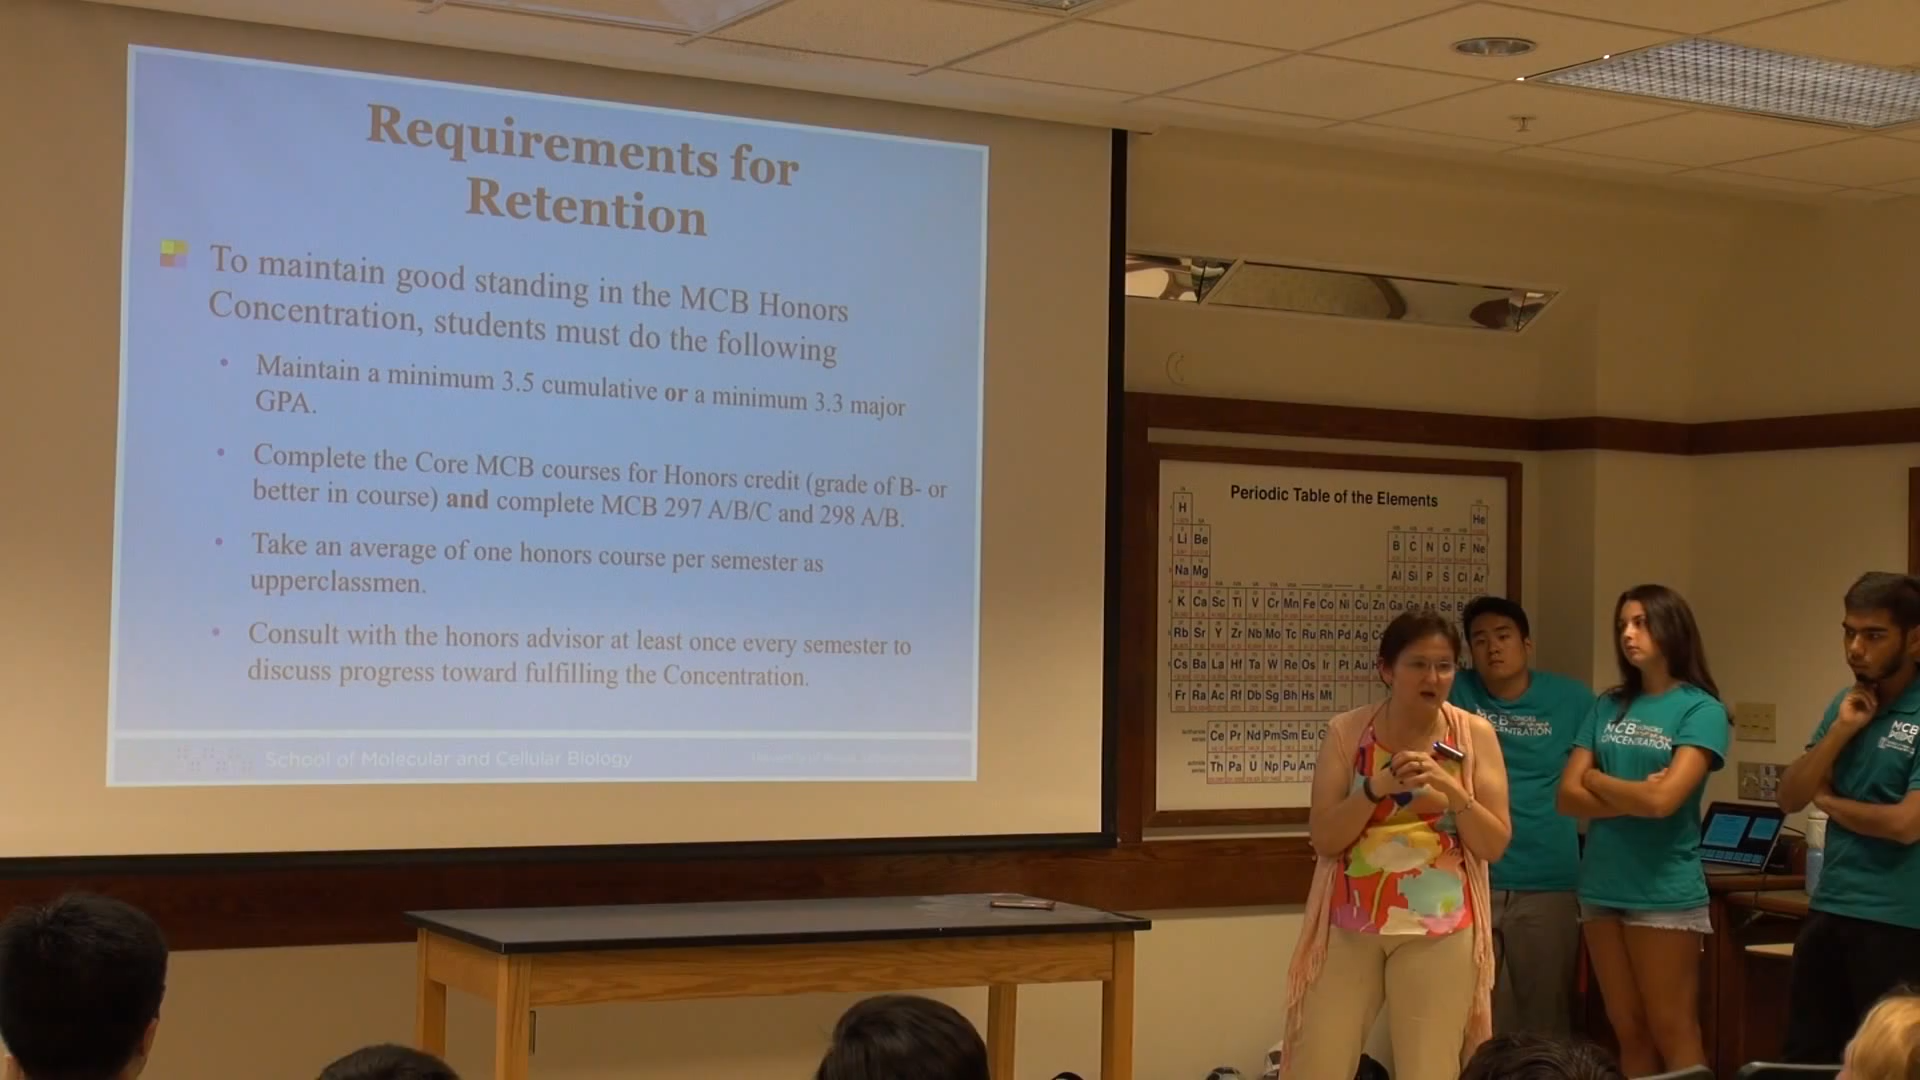 Requirements for
Retention
To maintain good standing in the MCB Honors
Concentration, students must do the following
• Maintain a minimum 3.5 cumulative or a minimum 3.3 major
GPA.
• Complete the Core MCB courses for Honors credit (grade of B- or
better in course) and complete MCB 297 A/B/C and 298 A/B.
• Take an average of one honors course per semester as
upperclassmen.
• Consult with the honors advisor at least once every semester to
discuss progress toward fulfilling the Concentration.
School of Molecular and Cellular Biology
Periodic Table of the Elements
H He
Li Be B C N O F Ne
Na Mg Al Si P S Cl Ar
K Ca Sc Ti V Cr Mn Fe Co Ni Cu Zn Ga Ge As Se
Rb Sr Y Zr Nb Mo Tc Ru Rh Pd Ag
Cs Ba La Hf Ta W Re Os Ir Pt Au
Fr Ra Ac Rf Db Sg Bh Hs Mt
Ce Pr Nd Pm Sm Eu
Th Pa U Np Pu Am
MCB HONORS
CONCENTRATION
MCB